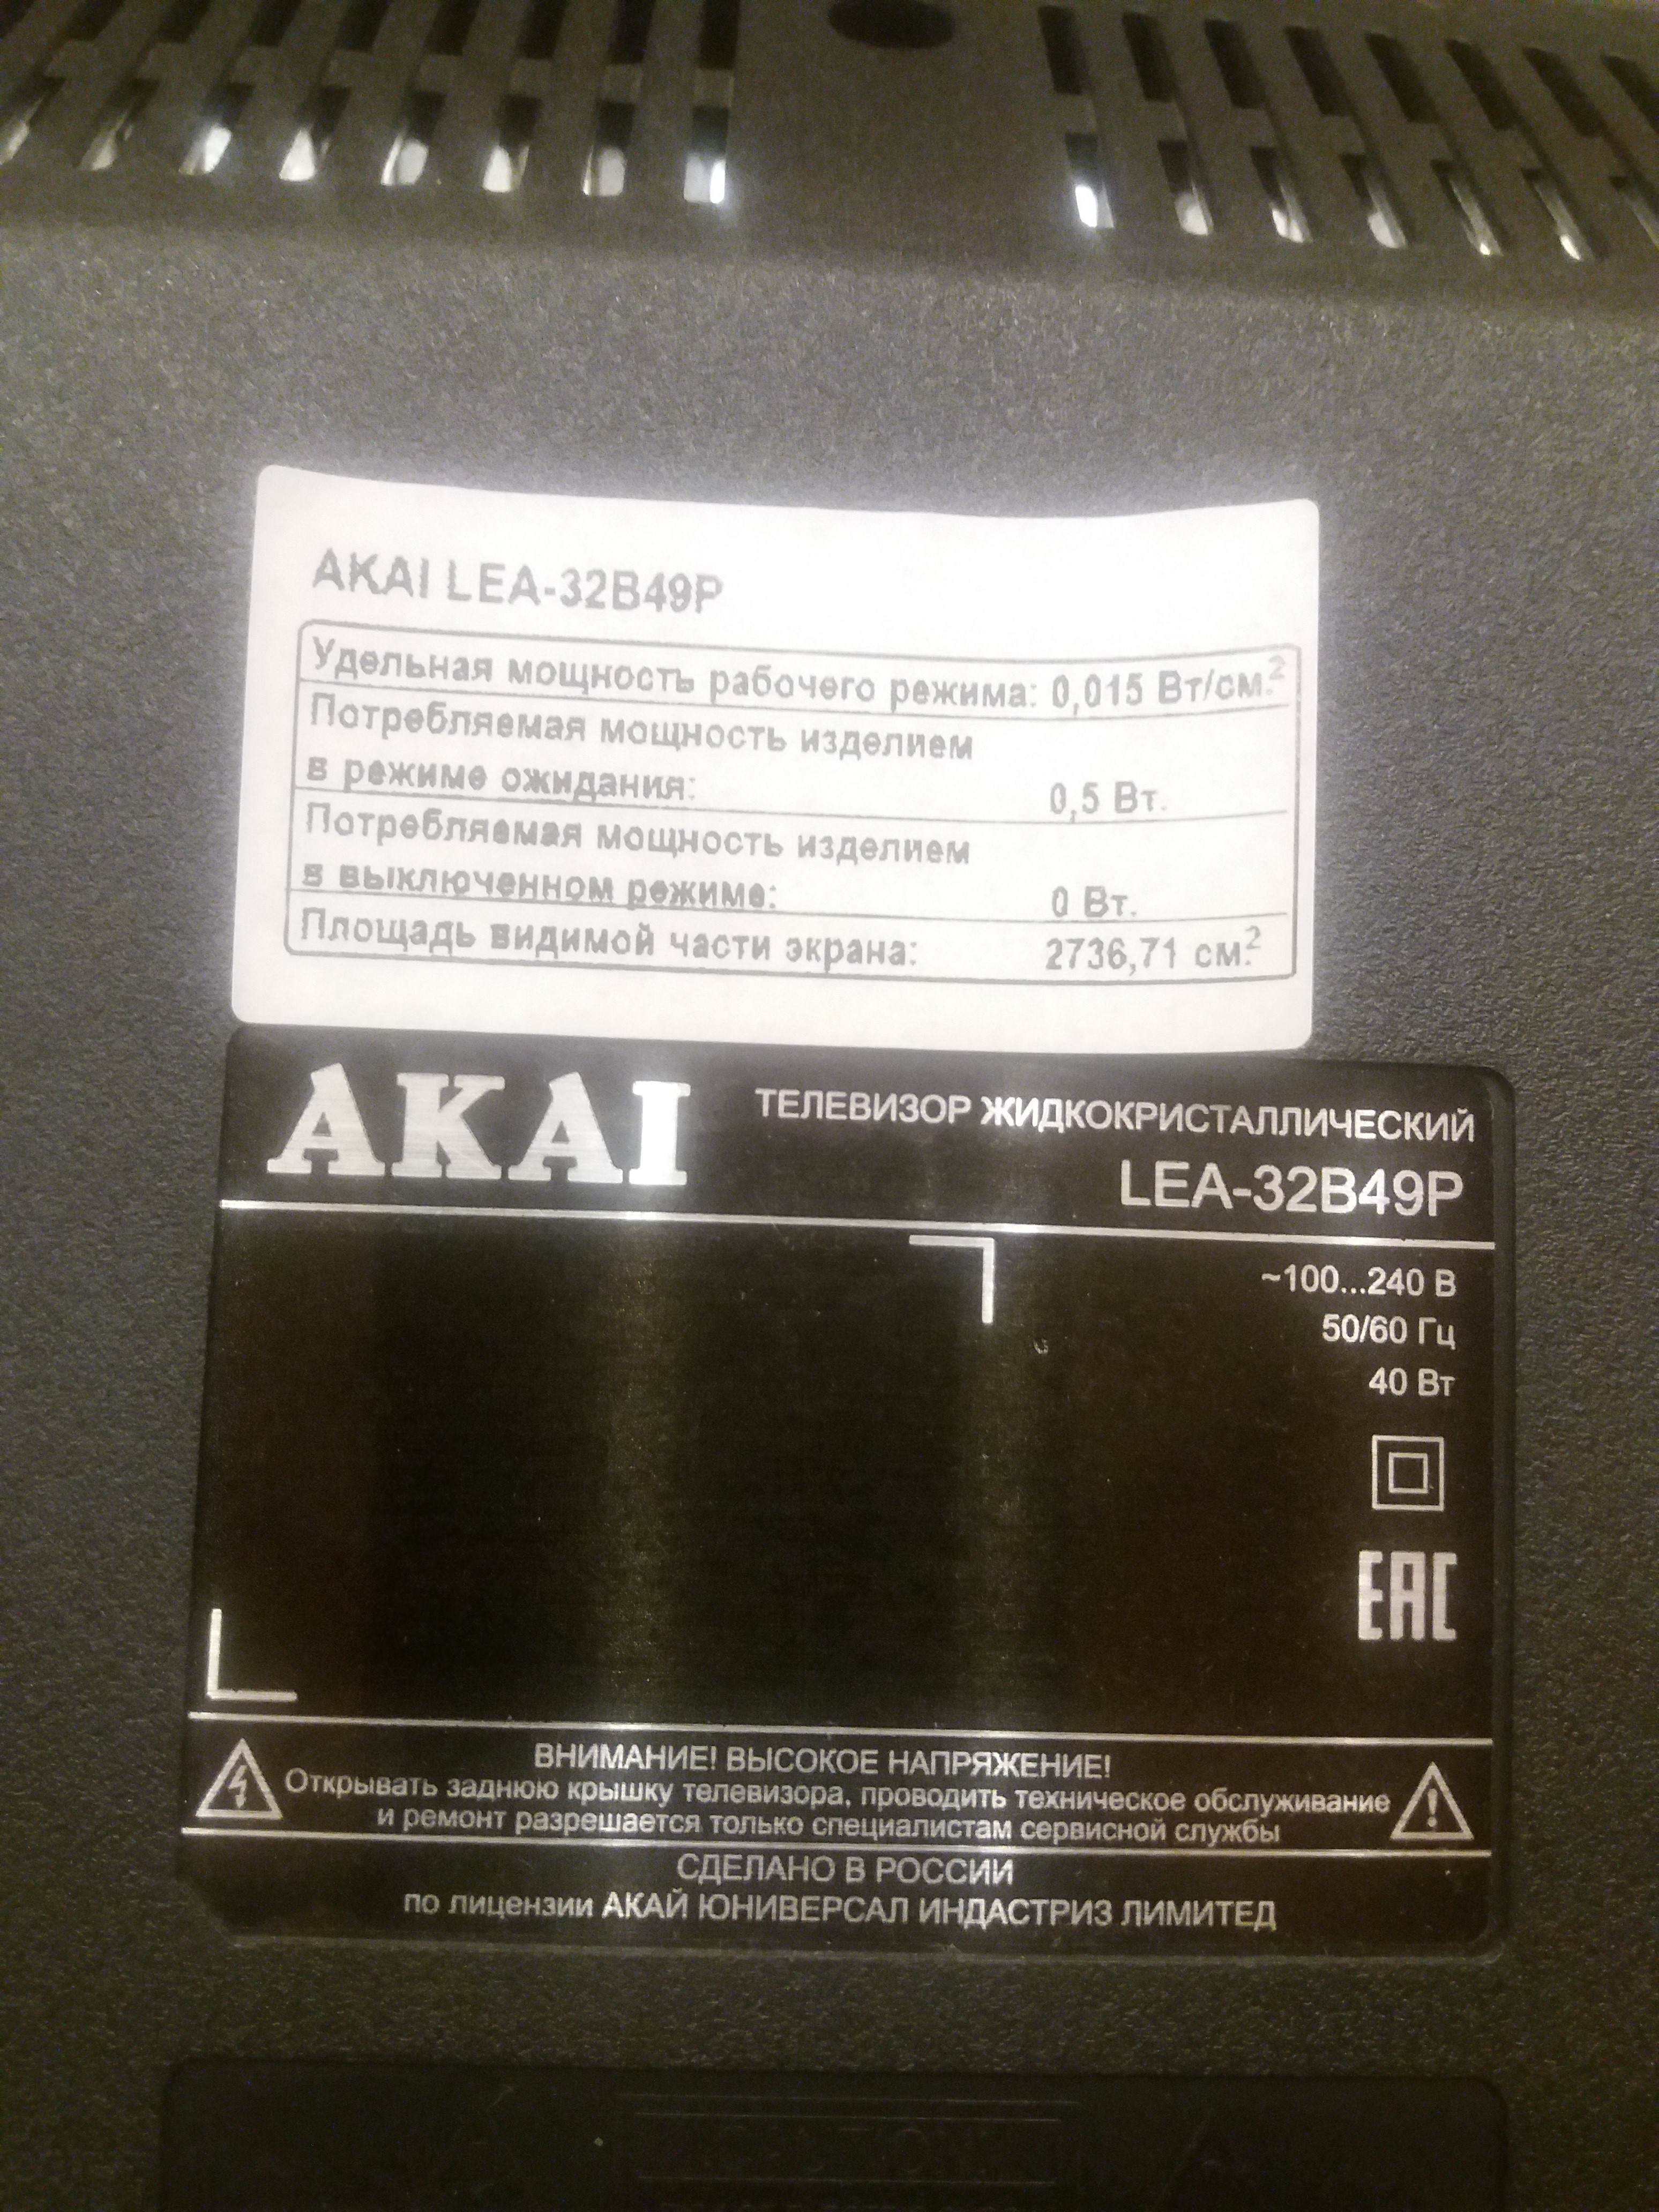 AKAI LEA-32B49P
Удельная мощность рабочего режима: 0,015 Вт/см.²
Потребляемая мощность изделием
в режиме ожидания: 0,5 Вт.
Потребляемая мощность изделием
в выключенном режиме: 0 Вт.
Площадь видимой части экрана: 2736,71 см.²
AKAI
ТЕЛЕВИЗОР ЖИДКОКРИСТАЛЛИЧЕСКИЙ
LEA-32B49P
~100...240 В
50/60 Гц
40 Вт
EAC
ВНИМАНИЕ! ВЫСОКОЕ НАПРЯЖЕНИЕ!
Открывать заднюю крышку телевизора, проводить техническое обслуживание
и ремонт разрешается только специалистам сервисной службы
СДЕЛАНО В РОССИИ
по лицензии АКАЙ ЮНИВЕРСАЛ ИНДАСТРИЗ ЛИМИТЕД